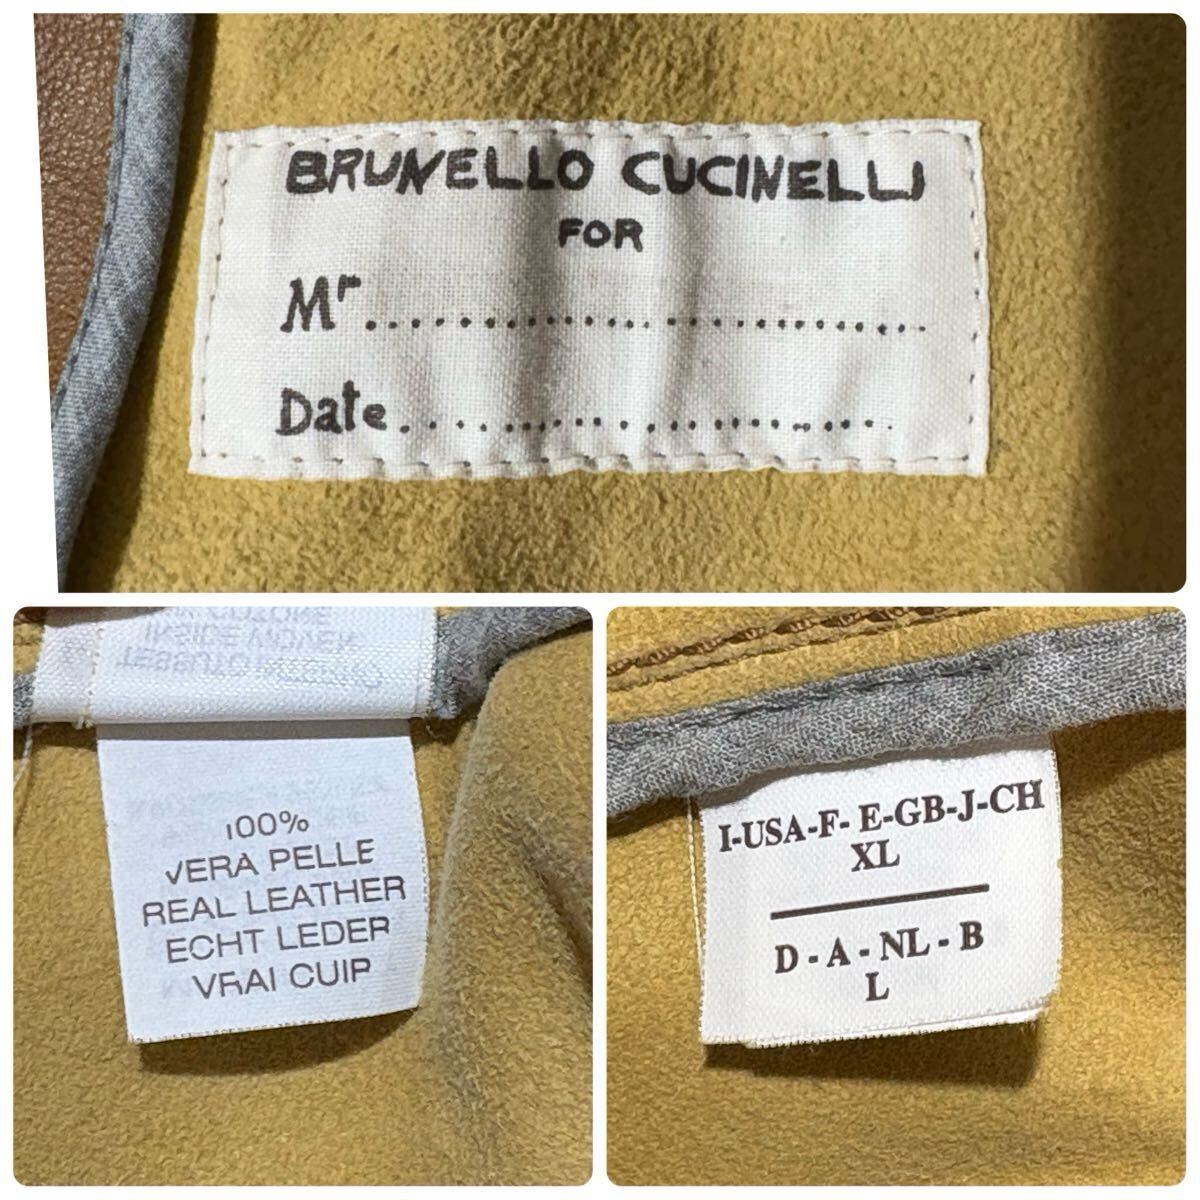 BRUNELLO CUCINELLI
FOR
Mr........................
Date........................
100%
VERA PELLE
REAL LEATHER
ECHT LEDER
VRAI CUIR
I-USA-F- E-GB-J-CH
XL
D - A - NL - B
L